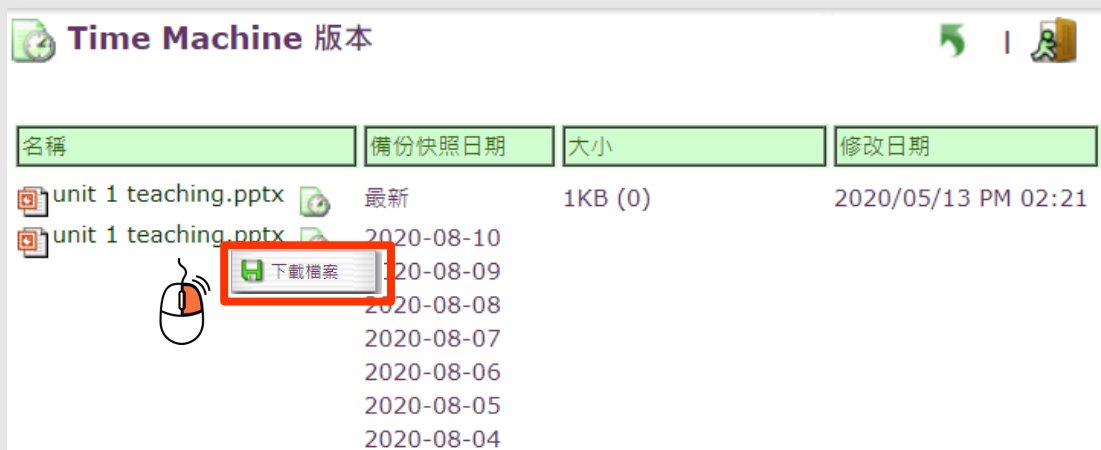 Time Machine 版本
名稱 備份快照日期 大小 修改日期
unit 1 teaching.pptx 最新 1KB (0) 2020/05/13 PM 02:21
unit 1 teaching.pptx 2020-08-10
下載檔案 20-08-09
2020-08-08
2020-08-07
2020-08-06
2020-08-05
2020-08-04